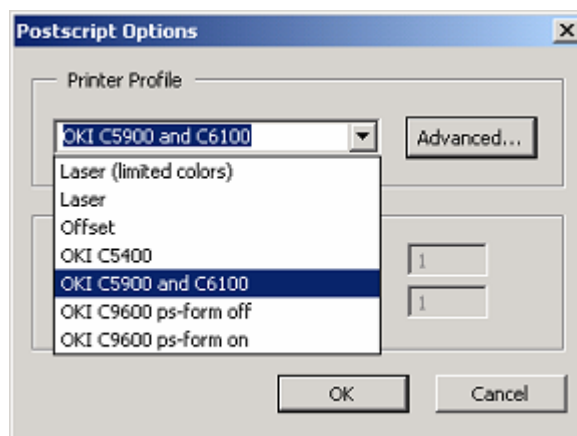 Postscript Options
Printer Profile
OKI C5900 and C6100
Advanced...
Laser (limited colors)
Laser
Offset
OKI C5400
OKI C5900 and C6100
OKI C9600 ps-form off
OKI C9600 ps-form on
1
1
OK
Cancel